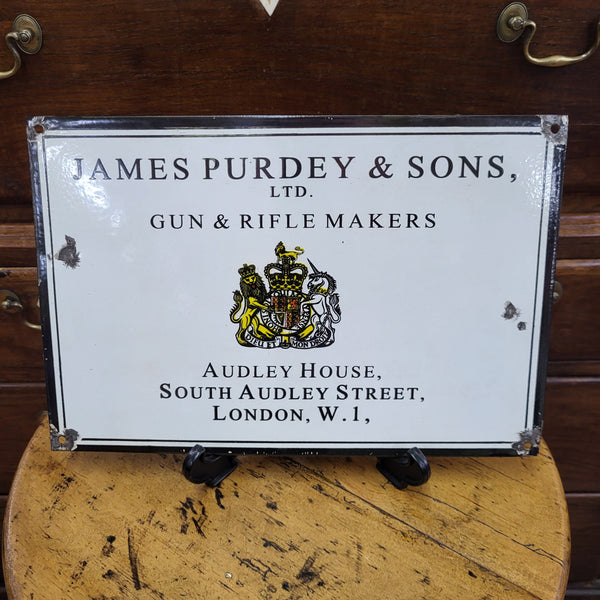 JAMES PURDEY & SONS,
LTD.
GUN & RIFLE MAKERS
DIEU ET MON DROIT
AUDLEY HOUSE,
SOUTH AUDLEY STREET,
LONDON, W.1,